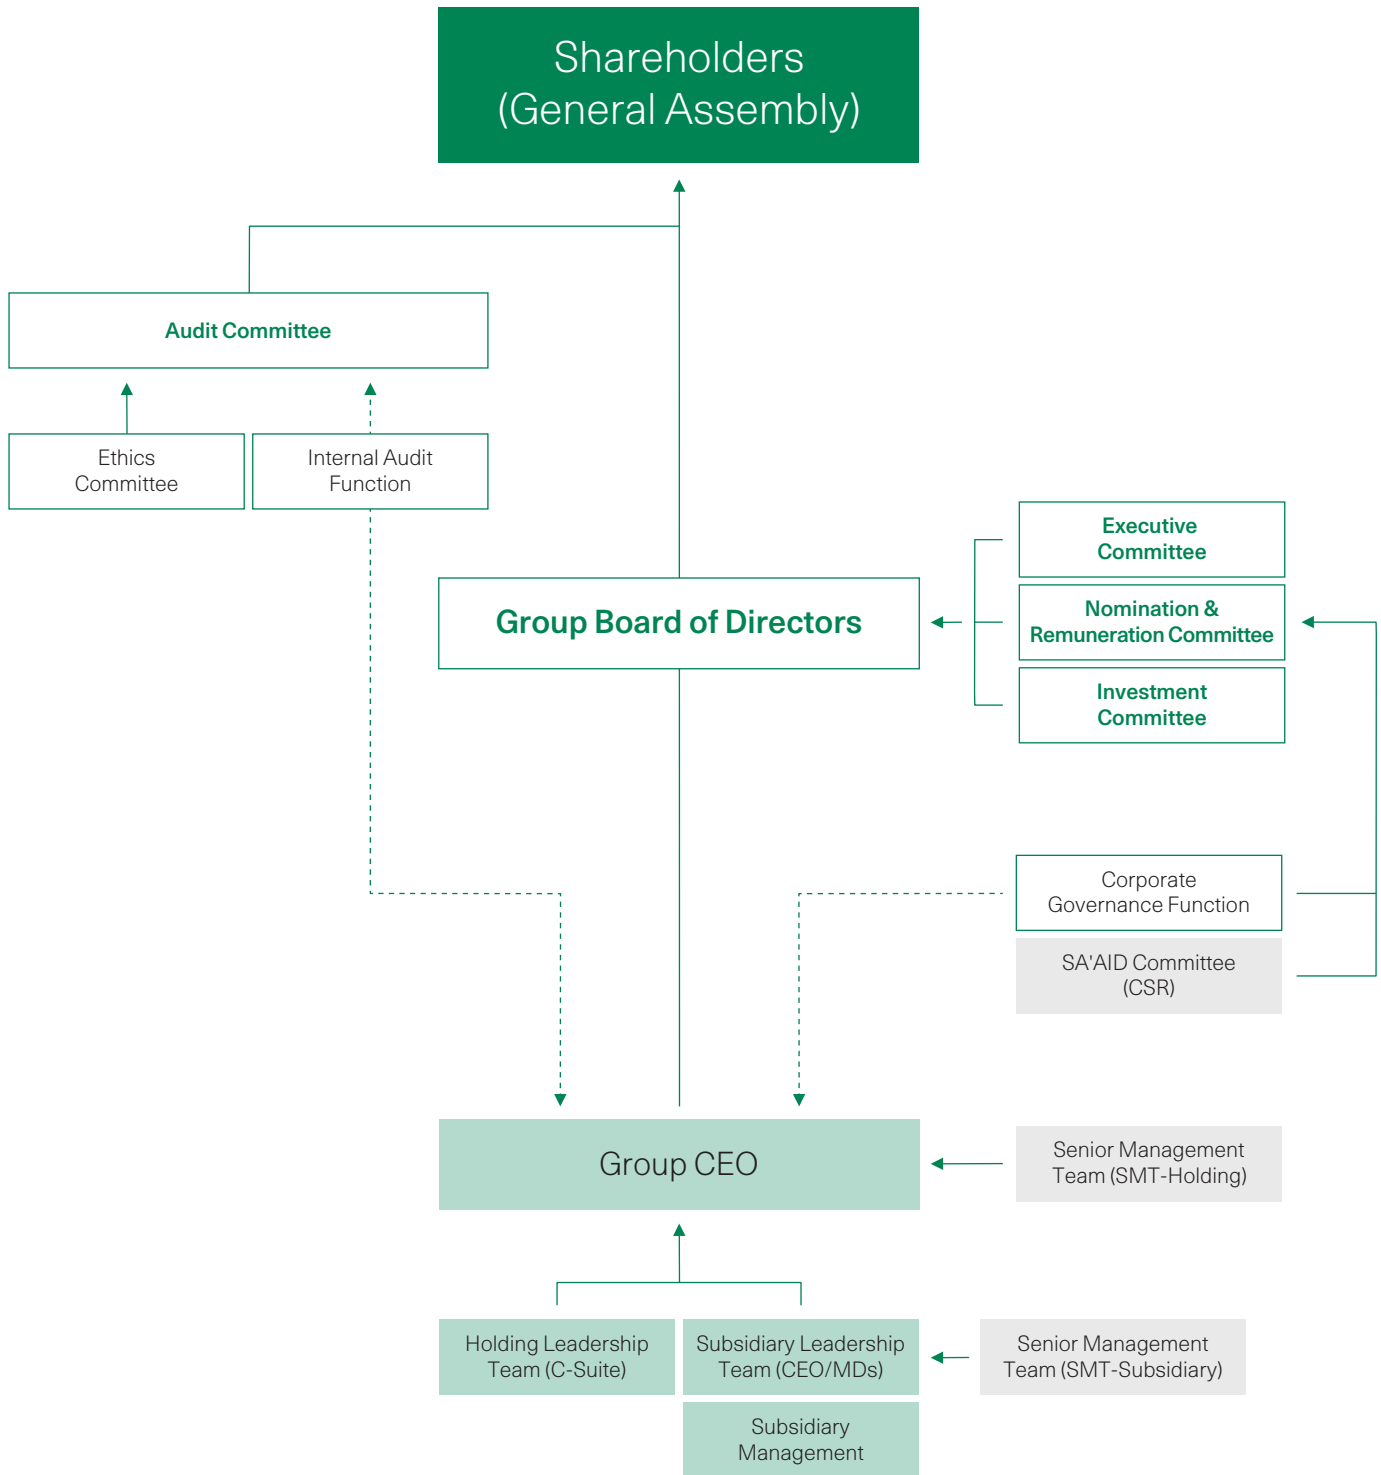 Shareholders
(General Assembly)
Audit Committee
Ethics
Committee
Internal Audit
Function
Executive
Committee
Group Board of Directors
Nomination &
Remuneration Committee
Investment
Committee
Corporate
Governance Function
SA'AID Committee
(CSR)
Group CEO
Senior Management
Team (SMT-Holding)
Holding Leadership
Team (C-Suite)
Subsidiary Leadership
Team (CEO/MDs)
Senior Management
Team (SMT-Subsidiary)
Subsidiary
Management